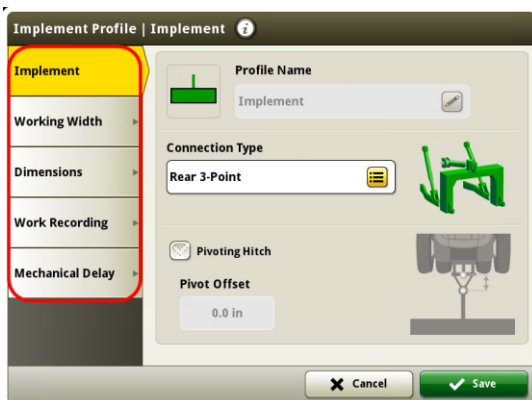 Implement Profile | Implement i
Implement
Working Width
Dimensions
Work Recording
Mechanical Delay
Profile Name
Implement
Connection Type
Rear 3-Point
Pivoting Hitch
Pivot Offset
0.0 in
Cancel
Save